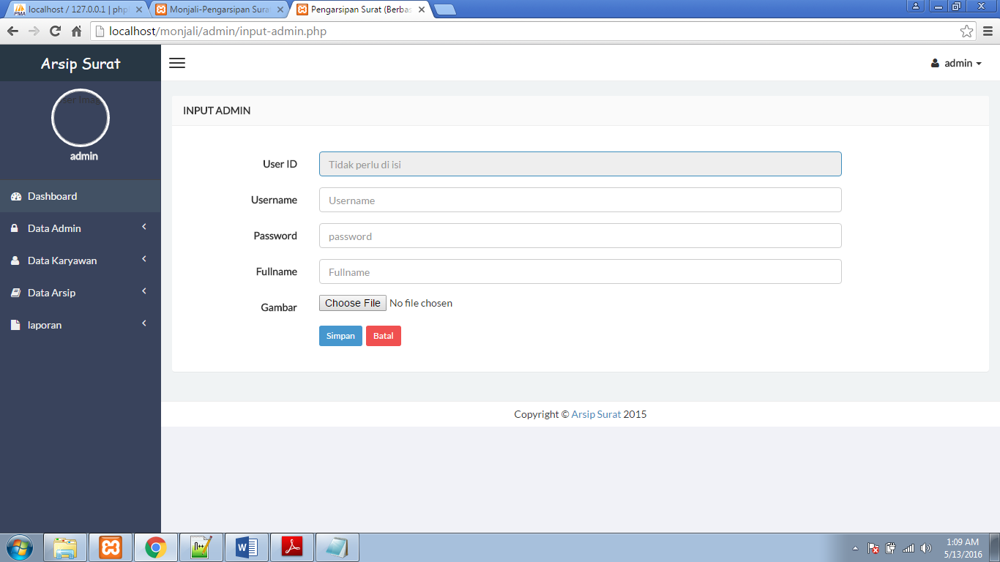 localhost / 127.0.0.1 | php
Monjali-Pengarsipan Sura
Pengarsipan Surat (Berbas
localhost/monjali/admin/input-admin.php
Arsip Surat
admin
ser Imag
admin
Dashboard
Data Admin
Data Karyawan
Data Arsip
laporan
INPUT ADMIN
User ID Tidak perlu di isi
Username Username
Password password
Fullname Fullname
Gambar Choose File No file chosen
Simpan Batal
Copyright © Arsip Surat 2015
1:09 AM
5/13/2016